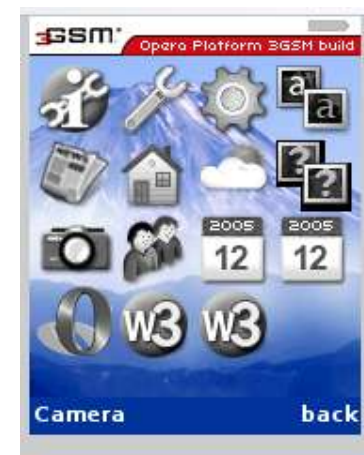 3GSM
Opera Platform 3GSM build
a
a
?
?
2005 2005
12 12
W3 W3
Camera back